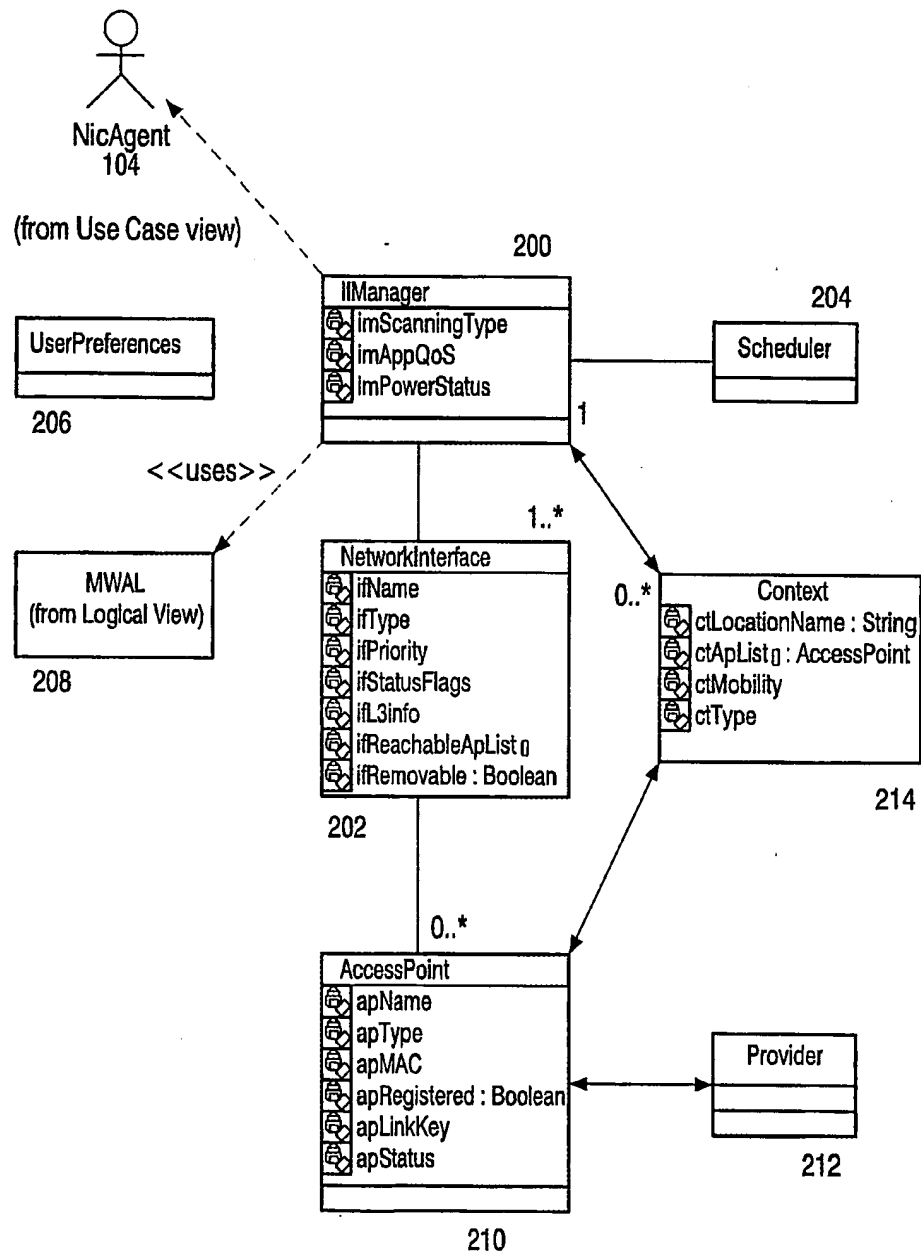 NicAgent
104
(from Use Case view)
200
IIManager
imScanningType
imAppQoS
imPowerStatus
204
Scheduler
UserPreferences
206
1
<<uses>>
1..*
MWAL
(from Logical View)
208
NetworkInterface
ifName
ifType
ifPriority
ifStatusFlags
ifL3info
ifReachableApList[]
ifRemovable : Boolean
202
0..*
Context
ctLocationName : String
ctApList[] : AccessPoint
ctMobility
ctType
214
0..*
AccessPoint
apName
apType
apMAC
apRegistered : Boolean
apLinkKey
apStatus
210
Provider
212